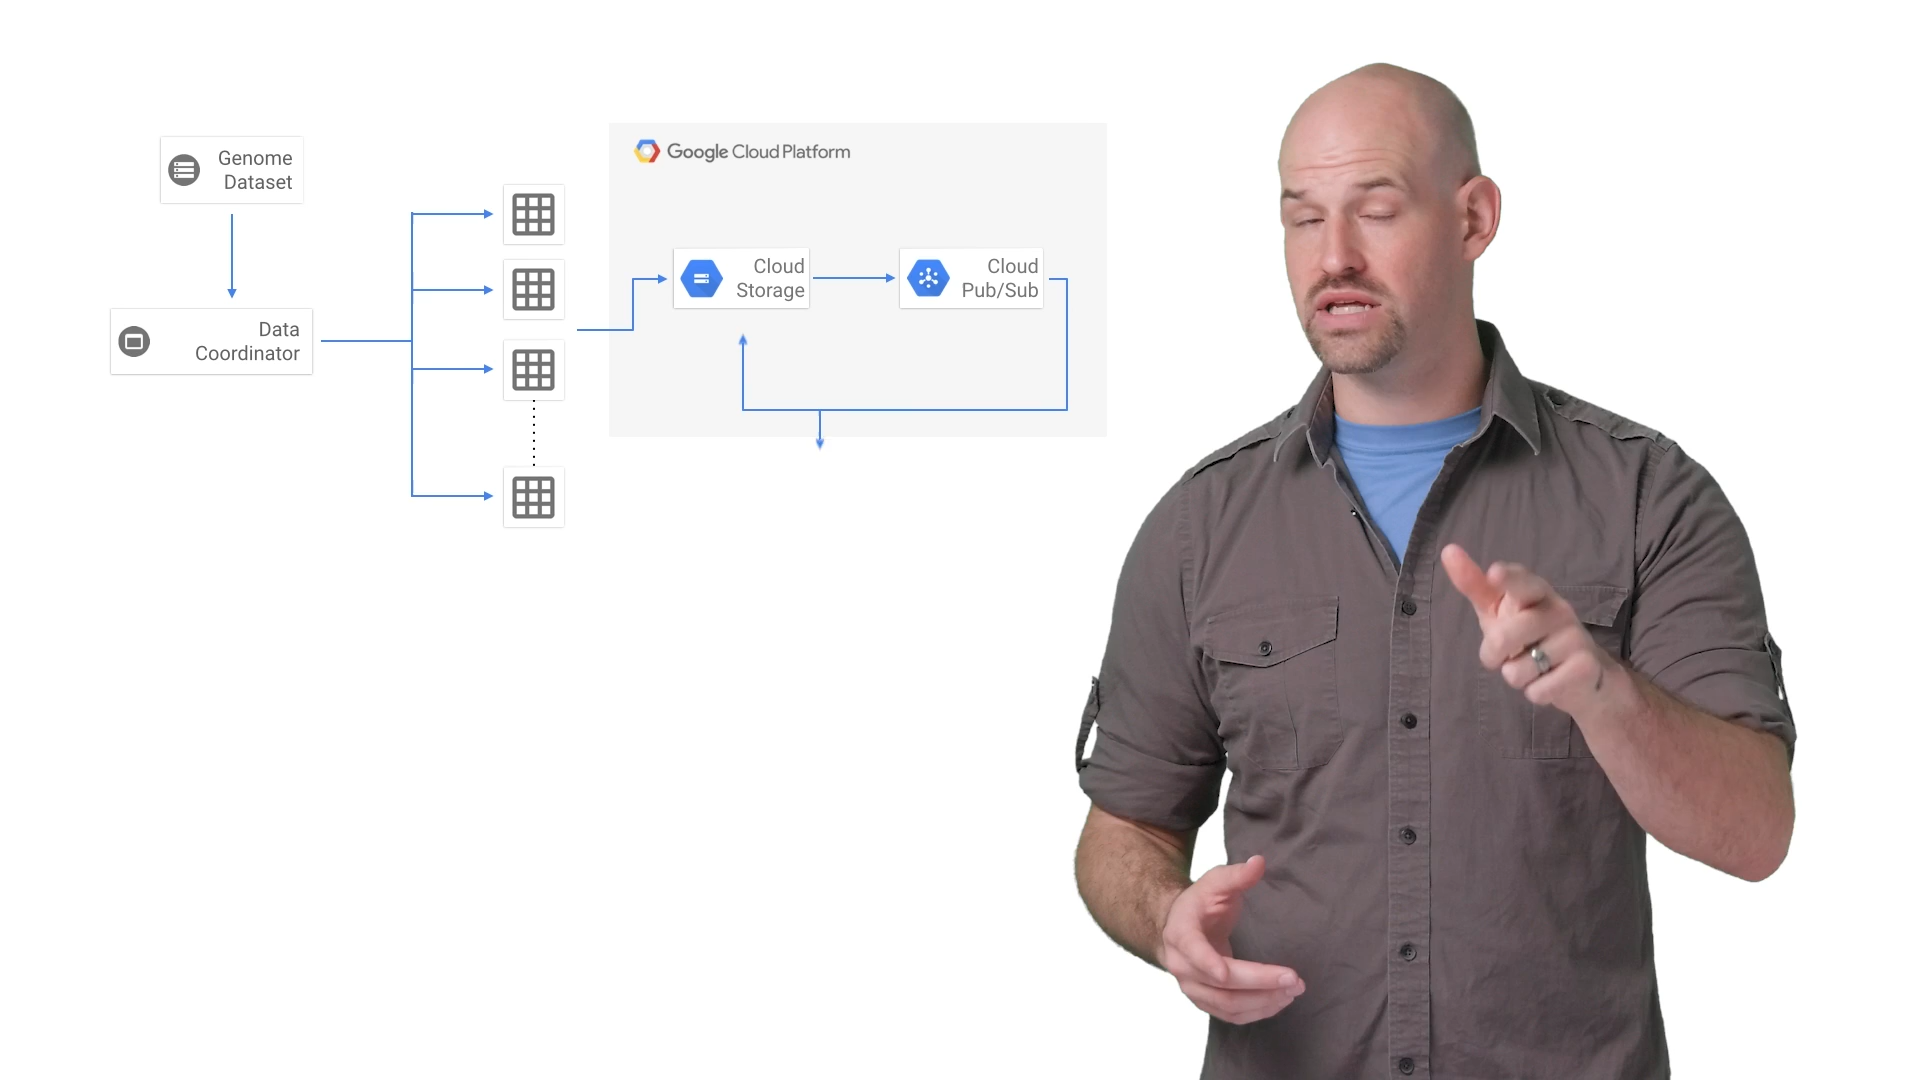 Genome
Dataset
Data
Coordinator
Google Cloud Platform
Cloud
Storage
Cloud
Pub/Sub